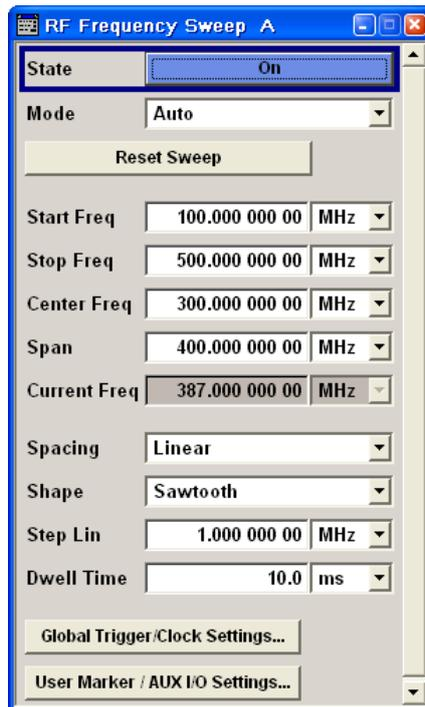 RF Frequency Sweep A
State On
Mode Auto
Reset Sweep
Start Freq 100.000 000 00 MHz
Stop Freq 500.000 000 00 MHz
Center Freq 300.000 000 00 MHz
Span 400.000 000 00 MHz
Current Freq 387.000 000 00 MHz
Spacing Linear
Shape Sawtooth
Step Lin 1.000 000 00 MHz
Dwell Time 10.0 ms
Global Trigger/Clock Settings...
User Marker / AUX I/O Settings...